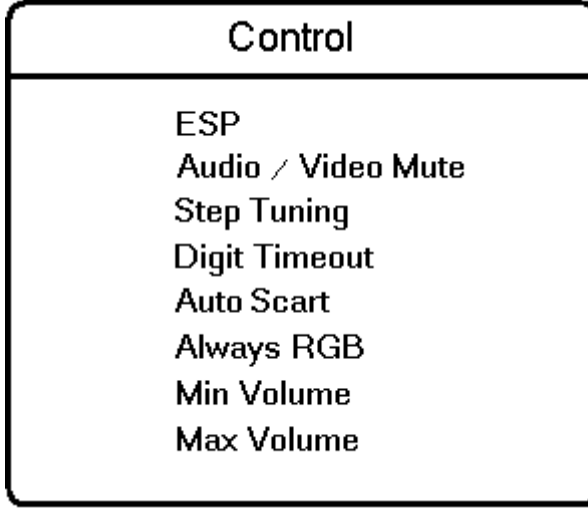 Control
ESP
Audio / Video Mute
Step Tuning
Digit Timeout
Auto Scart
Always RGB
Min Volume
Max Volume